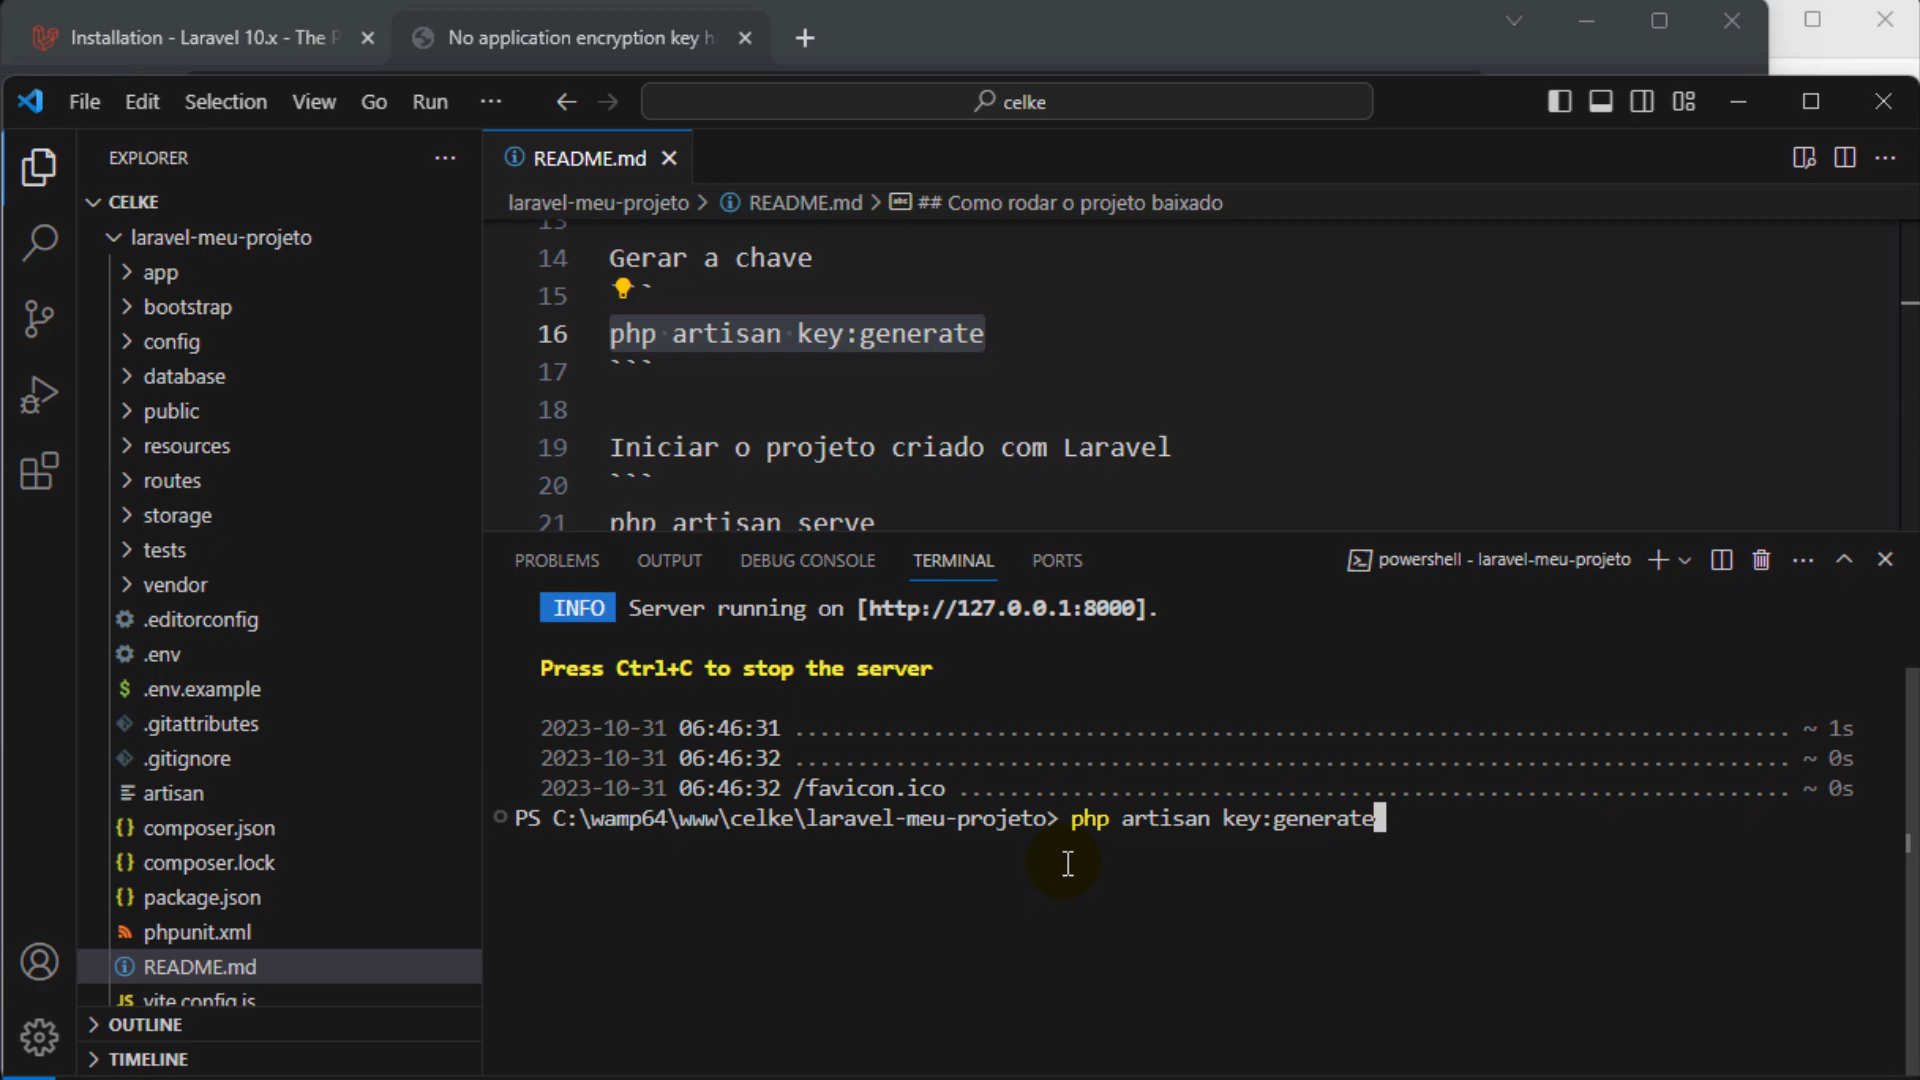 Installation - Laravel 10.x - The P
No application encryption key h
File Edit Selection View Go Run ···
celke
EXPLORER
CELKE
laravel-meu-projeto
app
bootstrap
config
database
public
resources
routes
storage
tests
vendor
.editorconfig
.env
.env.example
.gitattributes
.gitignore
artisan
composer.json
composer.lock
package.json
phpunit.xml
README.md
vite.config.js
OUTLINE
TIMELINE
README.md
laravel-meu-projeto > README.md > ## Como rodar o projeto baixado
13
14 Gerar a chave
15 ```
16 php artisan key:generate
17 ```
18
19 Iniciar o projeto criado com Laravel
20 ```
21 php artisan serve
PROBLEMS OUTPUT DEBUG CONSOLE TERMINAL PORTS
powershell - laravel-meu-projeto
INFO Server running on [http://127.0.0.1:8000].
Press Ctrl+C to stop the server
2023-10-31 06:46:31 ................................................................................ ~ 1s
2023-10-31 06:46:32 ................................................................................ ~ 0s
2023-10-31 06:46:32 /favicon.ico ................................................................... ~ 0s
PS C:\wamp64\www\celke\laravel-meu-projeto> php artisan key:generate